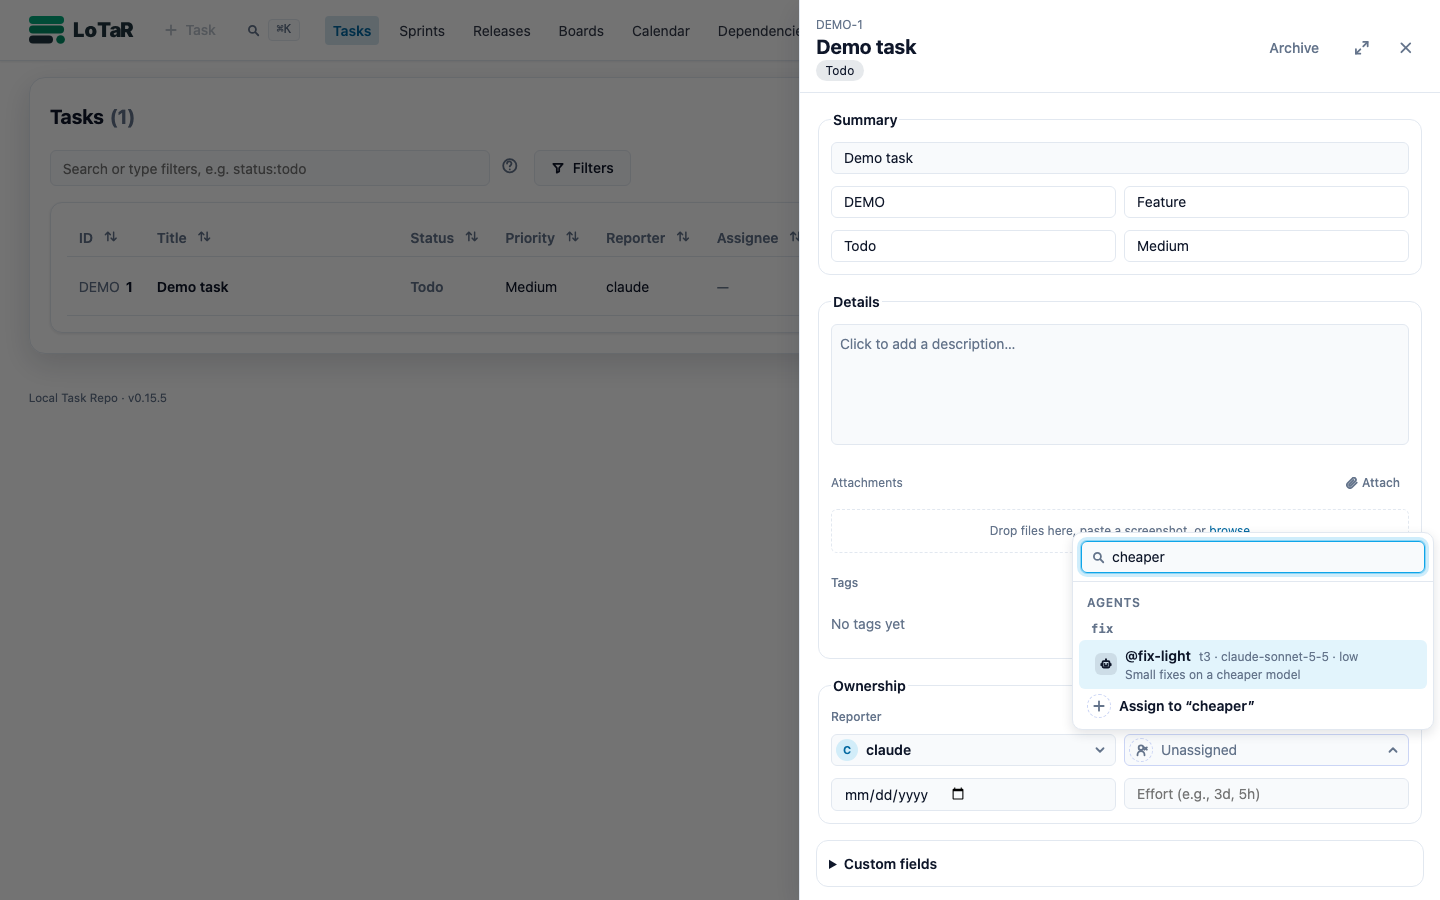 LoTaR
Task
⌘K
Tasks
Sprints
Releases
Boards
Calendar
Dependencie
Tasks (1)
Search or type filters, e.g. status:todo
Filters
ID
Title
Status
Priority
Reporter
Assignee
DEMO 1
Demo task
Todo
Medium
claude
—
Local Task Repo · v0.15.5
DEMO-1
Demo task
Todo
Archive
Summary
Demo task
DEMO
Feature
Todo
Medium
Details
Click to add a description...
Attachments
Attach
Drop files here, paste a screenshot, or browse
Tags
No tags yet
cheaper
AGENTS
fix
@fix-light t3 · claude-sonnet-5-5 · low
Small fixes on a cheaper model
Assign to “cheaper”
Ownership
Reporter
C claude
Unassigned
mm/dd/yyyy
Effort (e.g., 3d, 5h)
Custom fields